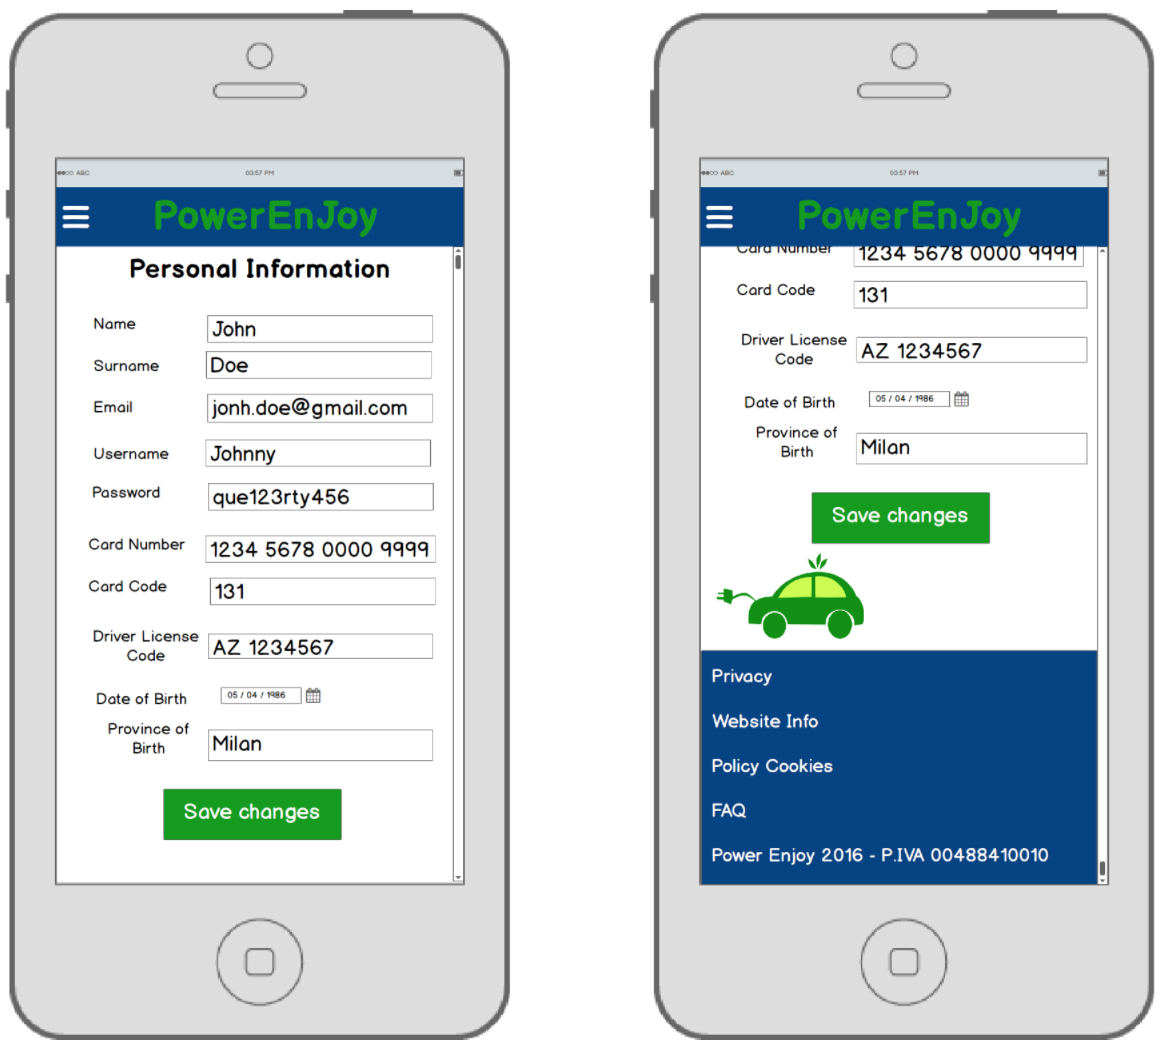 ABC 03:57 PM
PowerEnJoy
Personal Information
Name John
Surname Doe
Email jonh.doe@gmail.com
Username Johnny
Password que123rty456
Card Number 1234 5678 0000 9999
Card Code 131
Driver License
Code AZ 1234567
Date of Birth 05 / 04 / 1986
Province of
Birth Milan
Save changes
ABC 03:57 PM
PowerEnJoy
Card Number 1234 5678 0000 9999
Card Code 131
Driver License
Code AZ 1234567
Date of Birth 05 / 04 / 1986
Province of
Birth Milan
Save changes
Privacy
Website Info
Policy Cookies
FAQ
Power Enjoy 2016 - P.IVA 00488410010